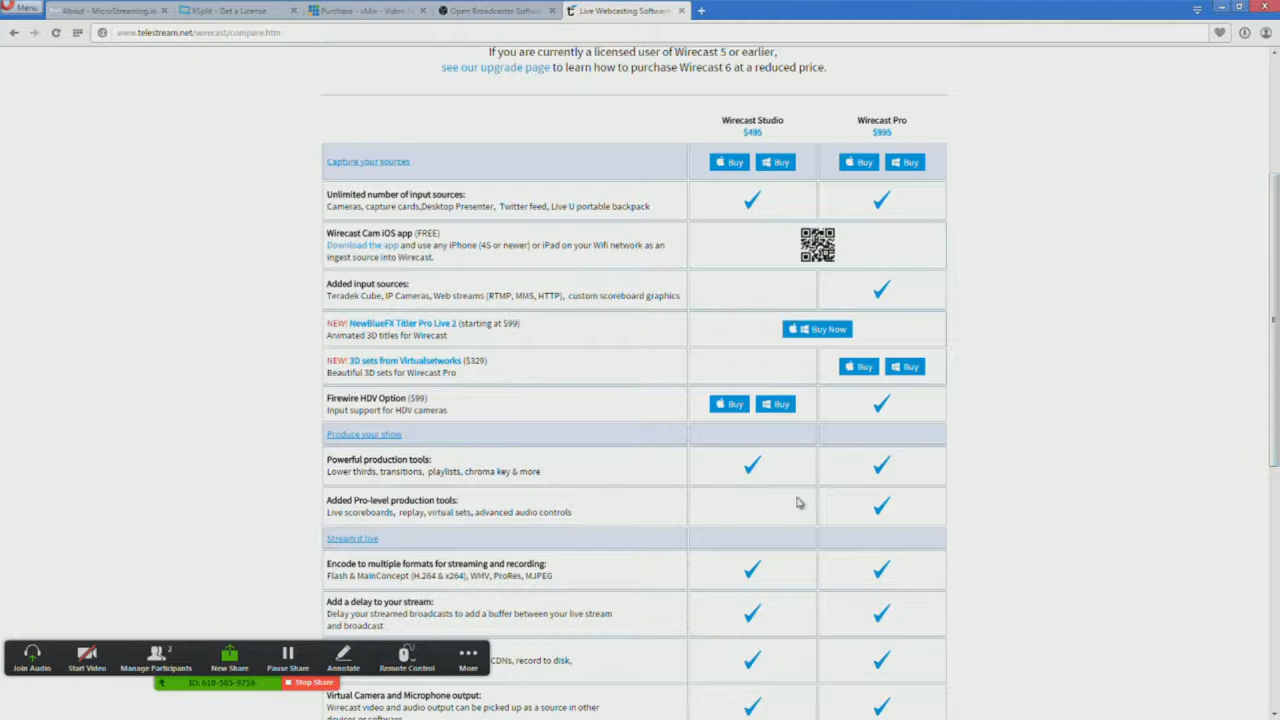 Menu
About - MicroStreaming.io
XSplit - Get a License
Purchase - vMix - Video
Open Broadcaster Softw
Live Webcasting Software
www.telestream.net/wirecast/compare.htm
If you are currently a licensed user of Wirecast 5 or earlier,
see our upgrade page to learn how to purchase Wirecast 6 at a reduced price.
Wirecast Studio Wirecast Pro
$495 $995
Capture your sources Buy Buy Buy Buy
Unlimited number of input sources:
Cameras, capture cards,Desktop Presenter, Twitter feed, Live U portable backpack
Wirecast Cam iOS app (FREE)
Download the app and use any iPhone (4S or newer) or iPad on your Wifi network as an
ingest source into Wirecast.
Added input sources:
Teradek Cube, IP Cameras, Web streams (RTMP, MMS, HTTP), custom scoreboard graphics
NEW! NewBlueFX Titler Pro Live 2 (starting at $99) Buy Now
Animated 3D titles for Wirecast
NEW! 3D sets from Virtualsetworks ($329) Buy Buy
Beautiful 3D sets for Wirecast Pro
Firewire HDV Option ($99) Buy Buy
Input support for HDV cameras
Produce your show
Powerful production tools:
Lower thirds, transitions, playlists, chroma key & more
Added Pro-level production tools:
Live scoreboards, replay, virtual sets, advanced audio controls
Stream it live
Encode to multiple formats for streaming and recording:
Flash & MainConcept (H.264 & x264), WMV, ProRes, MJPEG
Add a delay to your stream:
Delay your streamed broadcasts to add a buffer between your live stream
and broadcast
CDNs, record to disk,
Join Audio Start Video Manage Participants 2 New Share Pause Share Annotate Remote Control More
ID: 610-585-9756 Stop Share
Virtual Camera and Microphone output:
Wirecast video and audio output can be picked up as a source in other
devices or software